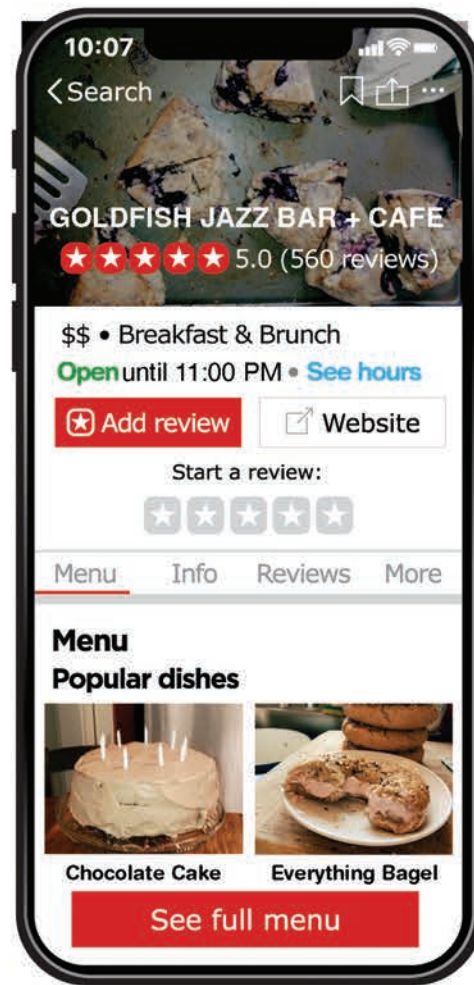 10:07
Search
GOLDFISH JAZZ BAR + CAFE
5.0 (560 reviews)
$$ • Breakfast & Brunch
Open until 11:00 PM • See hours
Add review
Website
Start a review:
Menu Info Reviews More
Menu
Popular dishes
Chocolate Cake Everything Bagel
See full menu